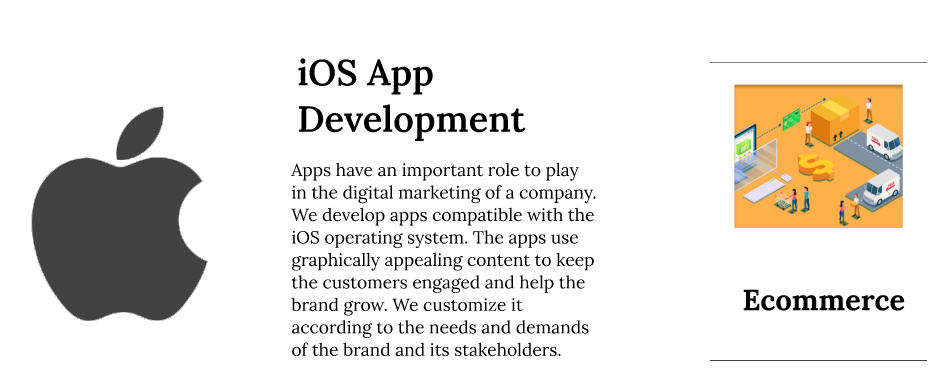 iOS App
Development
Apps have an important role to play
in the digital marketing of a company.
We develop apps compatible with the
iOS operating system. The apps use
graphically appealing content to keep
the customers engaged and help the
brand grow. We customize it
according to the needs and demands
of the brand and its stakeholders.
Ecommerce